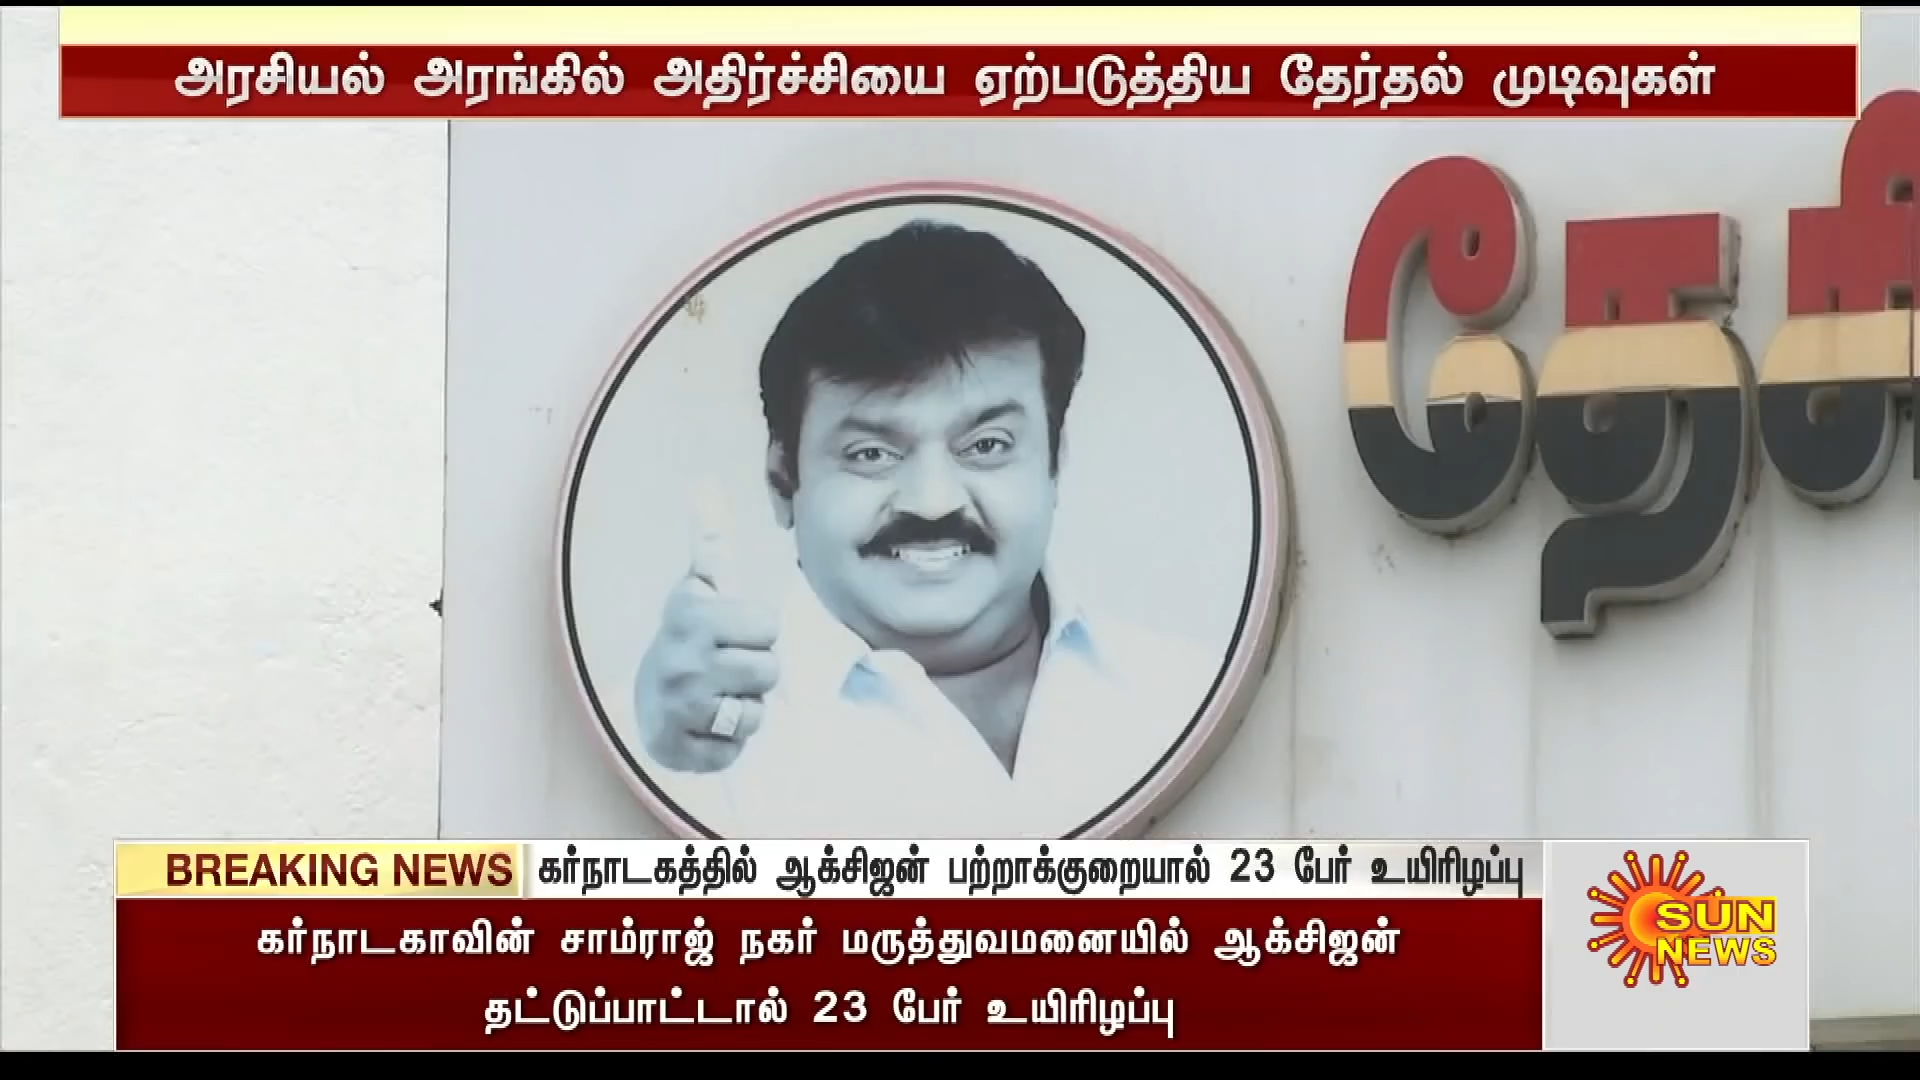 அரசியல் அரங்கில் அதிர்ச்சியை ஏற்படுத்திய தேர்தல் முடிவுகள்
தேசி
BREAKING NEWS கர்நாடகத்தில் ஆக்சிஜன் பற்றாக்குறையால் 23 பேர் உயிரிழப்பு
கர்நாடகாவின் சாம்ராஜ் நகர் மருத்துவமனையில் ஆக்சிஜன்
தட்டுப்பாட்டால் 23 பேர் உயிரிழப்பு
SUN
NEWS